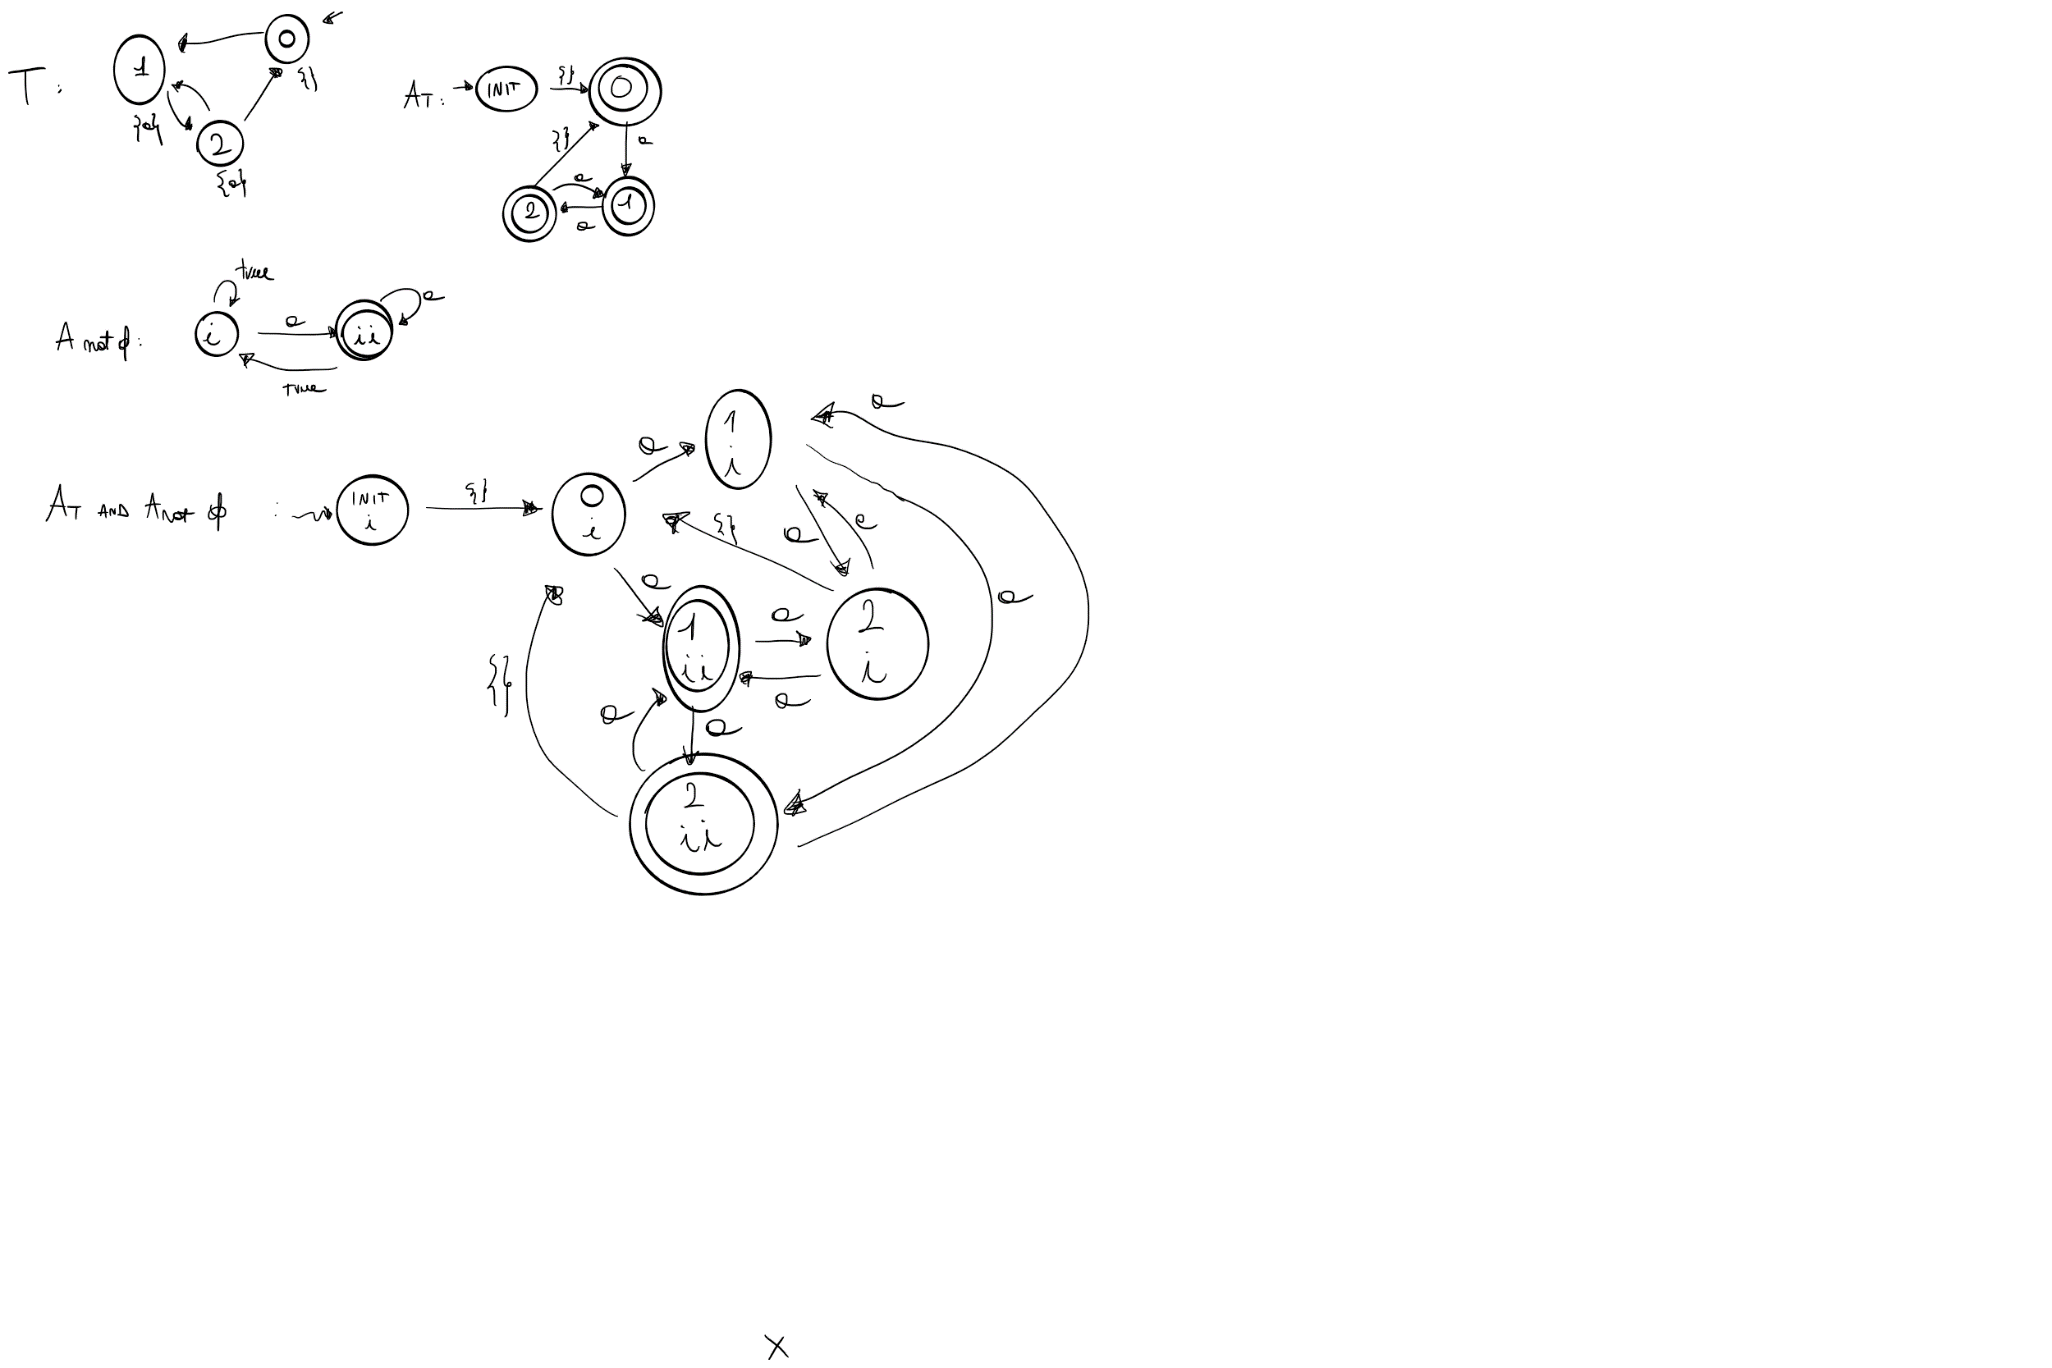 T:
1
0
{}
{a}
2
{a}
AT:
INIT
{}
0
{}
a
a
2
1
a
A not ϕ:
true
i
a
ii
a
true
AT AND Anot ϕ :
INIT
i
{}
0
i
a
1
i
a
{}
a
a
a
a
1
ii
a
2
i
a
{}
a
a
2
ii
X